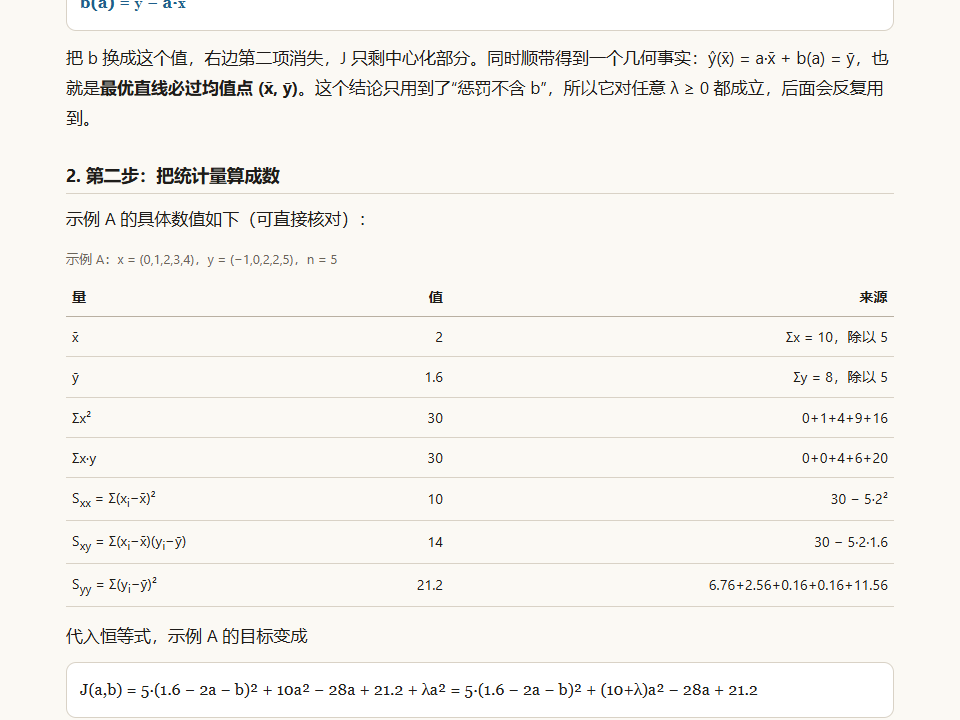 b(a) = y − a·x
把 b 换成这个值，右边第二项消失，J 只剩中心化部分。同时顺带得到一个几何事实：ŷ(x̄) = a·x̄ + b(a) = ȳ，也
就是最优直线必过均值点 (x̄, ȳ)。这个结论只用到了“惩罚不含 b”，所以它对任意 λ ≥ 0 都成立，后面会反复用
到。
2. 第二步：把统计量算成数
示例 A 的具体数值如下（可直接核对）：
示例 A：x = (0,1,2,3,4)，y = (−1,0,2,2,5)，n = 5
量 值 来源
x̄ 2 Σx = 10，除以 5
ȳ 1.6 Σy = 8，除以 5
Σx² 30 0+1+4+9+16
Σx·y 30 0+0+4+6+20
Sxx = Σ(xi−x̄)² 10 30 − 5·2²
Sxy = Σ(xi−x̄)(yi−ȳ) 14 30 − 5·2·1.6
Syy = Σ(yi−ȳ)² 21.2 6.76+2.56+0.16+0.16+11.56
代入恒等式，示例 A 的目标变成
J(a,b) = 5·(1.6 − 2a − b)² + 10a² − 28a + 21.2 + λa² = 5·(1.6 − 2a − b)² + (10+λ)a² − 28a + 21.2